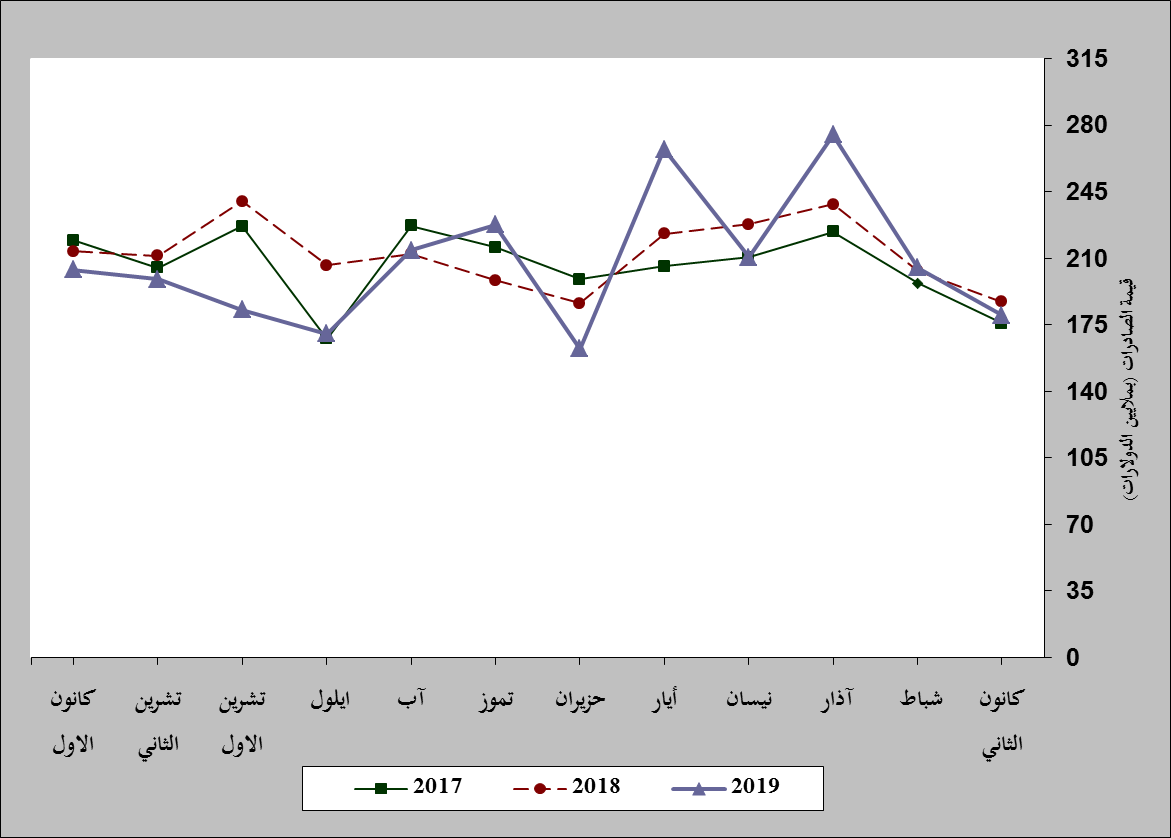 315
280
245
210
175
140
105
70
35
0
قيمة الصادرات (بملايين الدولارات)
كانون الثاني
شباط
آذار
نيسان
أيار
حزيران
تموز
آب
ايلول
تشرين الاول
تشرين الثاني
كانون الاول
2017
2018
2019